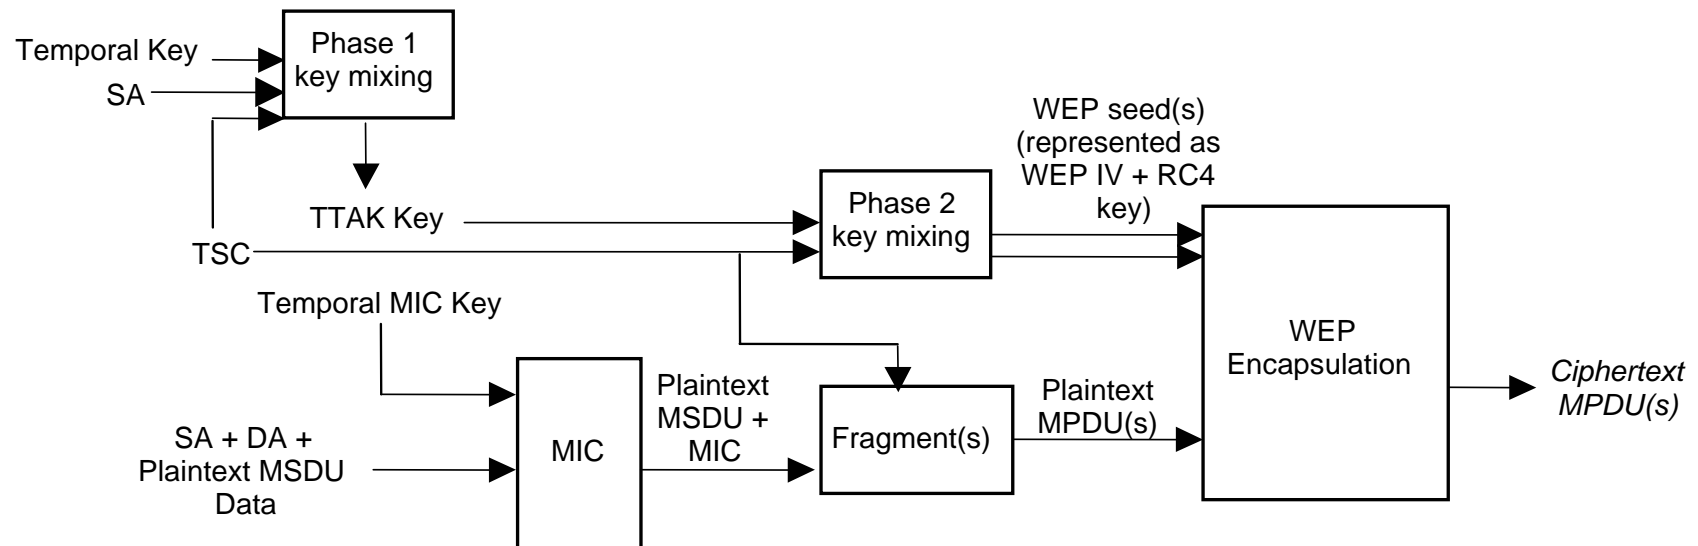 Temporal Key
SA
Phase 1
key mixing
TTAK Key
TSC
Phase 2
key mixing
WEP seed(s)
(represented as
WEP IV + RC4
key)
Temporal MIC Key
SA + DA +
Plaintext MSDU
Data
MIC
Plaintext
MSDU +
MIC
Fragment(s)
Plaintext
MPDU(s)
WEP
Encapsulation
Ciphertext
MPDU(s)